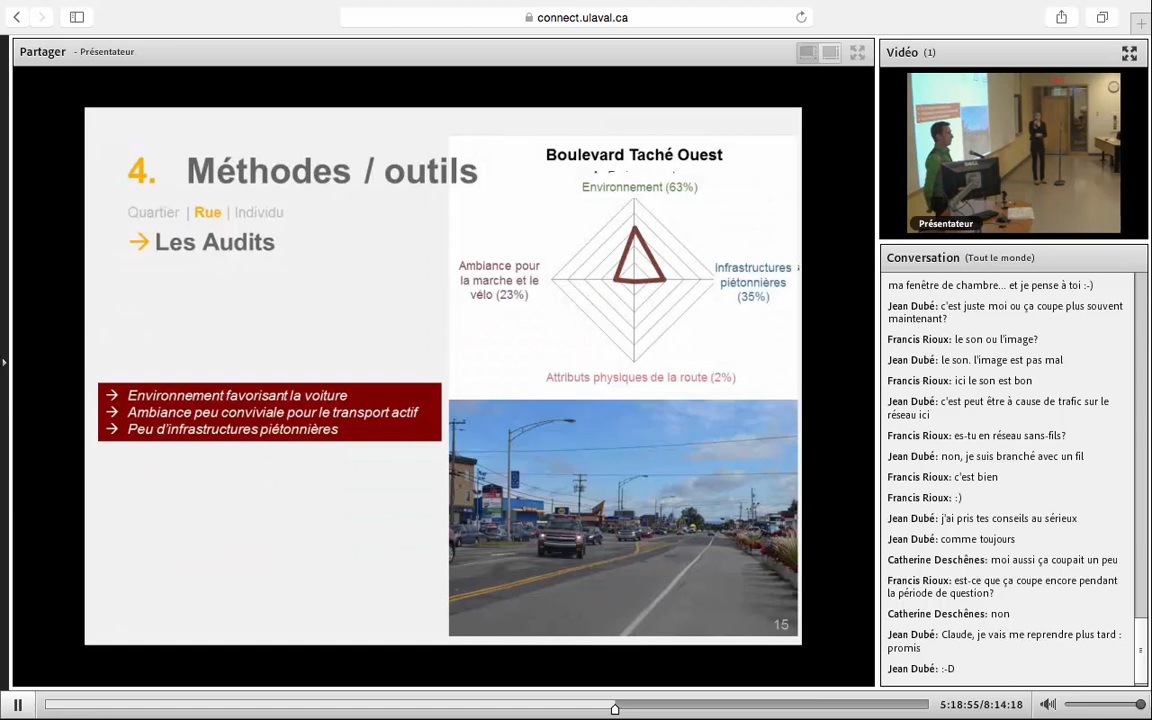 connect.ulaval.ca
Partager - Présentateur
4. Méthodes / outils
Quartier | Rue | Individu
→ Les Audits
→ Environnement favorisant la voiture
→ Ambiance peu conviviale pour le transport actif
→ Peu d'infrastructures piétonnières
Boulevard Taché Ouest
Environnement (63%)
Ambiance pour
la marche et le
vélo (23%)
Infrastructures
piétonnières
(35%)
Attributs physiques de la route (2%)
15
Vidéo (1)
Présentateur
Conversation (Tout le monde)
ma fenêtre de chambre... et je pense à toi :-)
Jean Dubé: c'est juste moi ou ça coupe plus souvent
maintenant?
Francis Rioux: le son ou l'image?
Jean Dubé: le son. l'image est pas mal
Francis Rioux: ici le son est bon
Jean Dubé: c'est peut être à cause de trafic sur le
réseau ici
Francis Rioux: es-tu en réseau sans-fils?
Jean Dubé: non, je suis branché avec un fil
Francis Rioux: c'est bien
Francis Rioux: :)
Jean Dubé: j'ai pris tes conseils au sérieux
Jean Dubé: comme toujours
Catherine Deschênes: moi aussi ça coupait un peu
Francis Rioux: est-ce que ça coupe encore pendant
la période de question?
Catherine Deschênes: non
Jean Dubé: Claude, je vais me reprendre plus tard :
promis
Jean Dubé: :-D
5:18:55/8:14:18